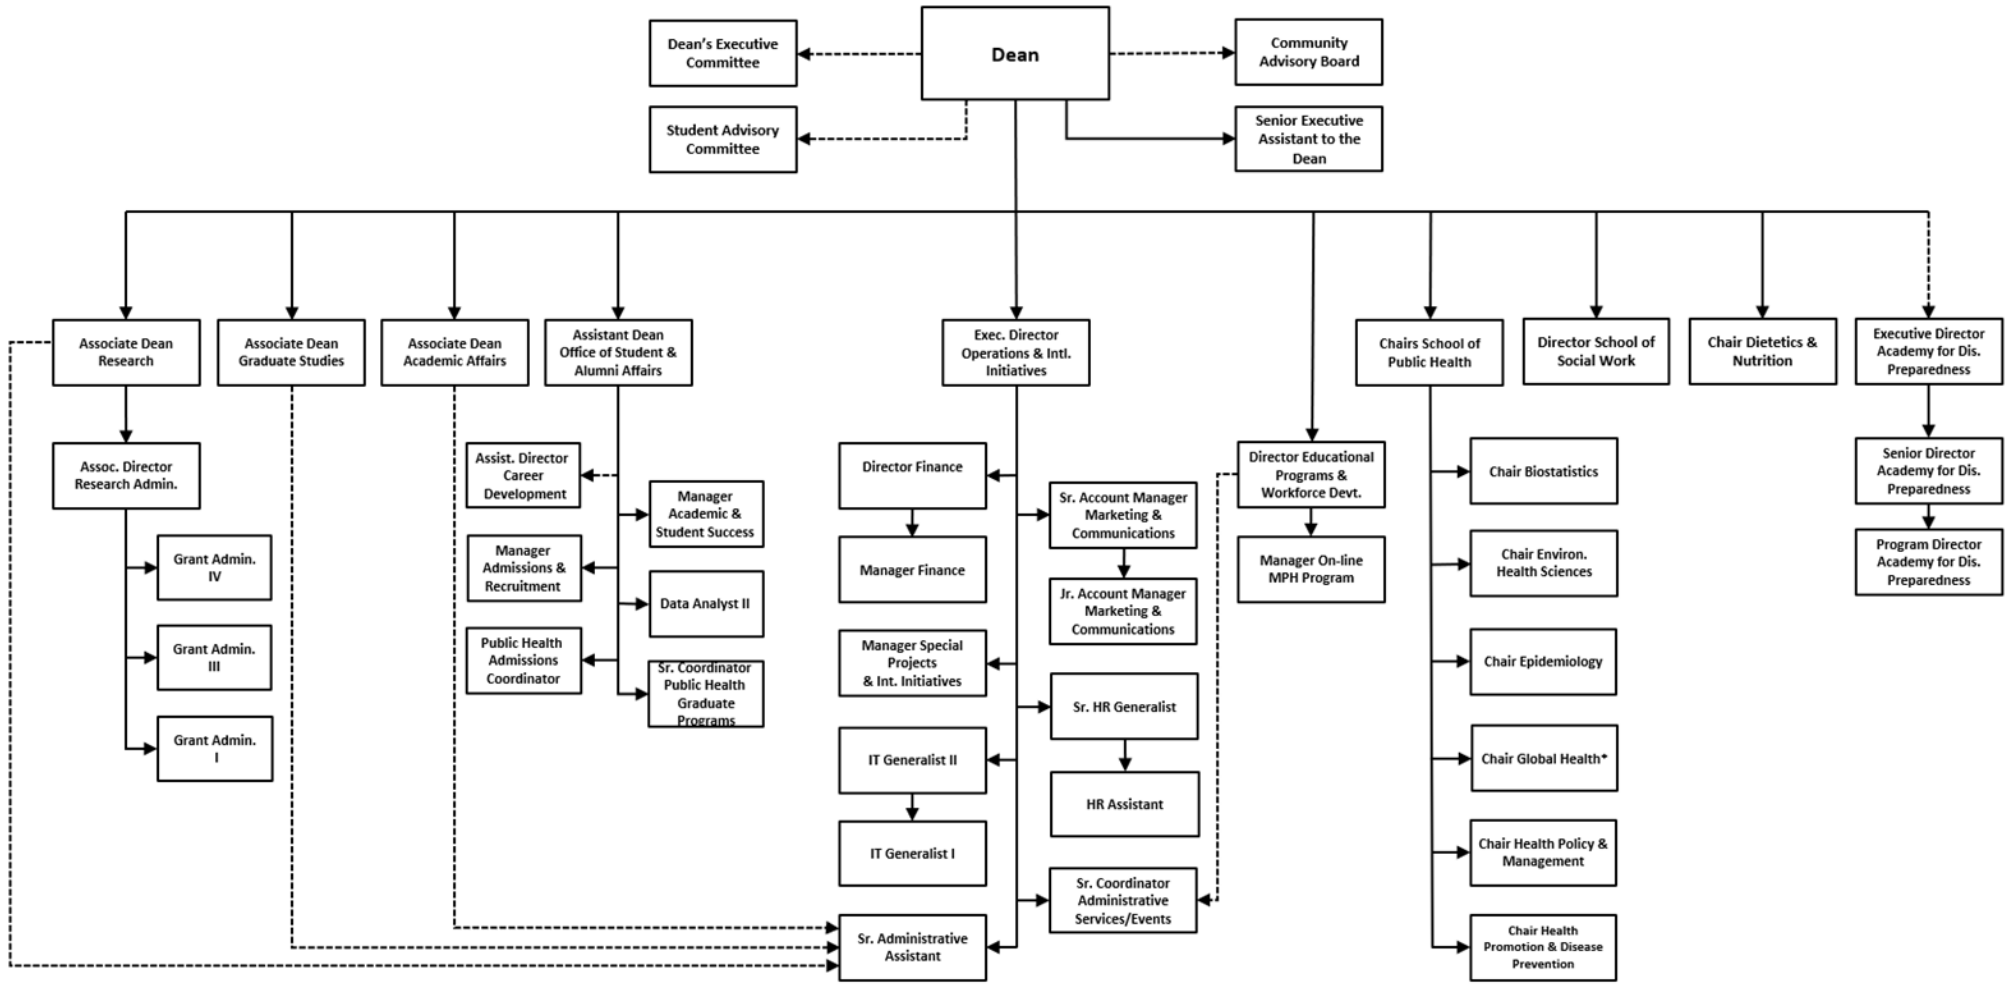 Dean's Executive
Committee
Dean
Community
Advisory Board
Student Advisory
Committee
Senior Executive
Assistant to the
Dean
Associate Dean
Research
Associate Dean
Graduate Studies
Associate Dean
Academic Affairs
Assistant Dean
Office of Student &
Alumni Affairs
Exec. Director
Operations & Intl.
Initiatives
Chairs School of
Public Health
Director School of
Social Work
Chair Dietetics &
Nutrition
Executive Director
Academy for Dis.
Preparedness
Assoc. Director
Research Admin.
Grant Admin.
IV
Grant Admin.
III
Grant Admin.
I
Assist. Director
Career
Development
Manager
Academic &
Student Success
Manager
Admissions &
Recruitment
Data Analyst II
Public Health
Admissions
Coordinator
Sr. Coordinator
Public Health
Graduate
Programs
Director Finance
Manager Finance
Sr. Account Manager
Marketing &
Communications
Jr. Account Manager
Marketing &
Communications
Manager Special
Projects
& Int. Initiatives
Sr. HR Generalist
HR Assistant
IT Generalist II
IT Generalist I
Sr. Coordinator
Administrative
Services/Events
Sr. Administrative
Assistant
Director Educational
Programs &
Workforce Devt.
Manager On-line
MPH Program
Chair Biostatistics
Chair Environ.
Health Sciences
Chair Epidemiology
Chair Global Health*
Chair Health Policy &
Management
Chair Health
Promotion & Disease
Prevention
Senior Director
Academy for Dis.
Preparedness
Program Director
Academy for Dis.
Preparedness